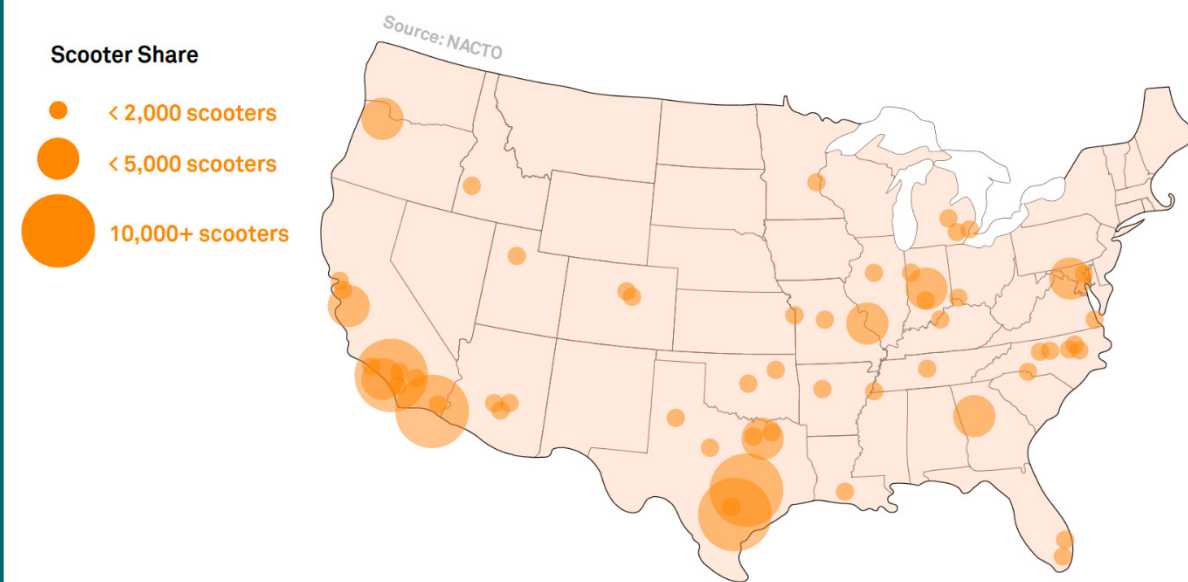 Source: NACTO
Scooter Share
< 2,000 scooters
< 5,000 scooters
10,000+ scooters